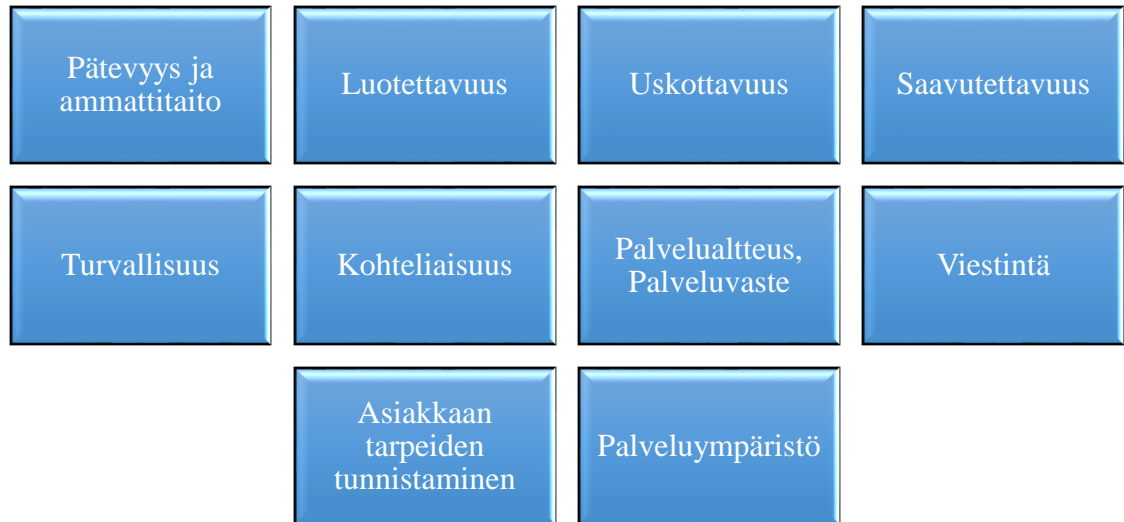 Pätevyys ja
ammattitaito
Luotettavuus
Uskottavuus
Saavutettavuus
Turvallisuus
Kohteliaisuus
Palvelualtteus,
Palveluvaste
Viestintä
Asiakkaan
tarpeiden
tunnistaminen
Palveluympäristö